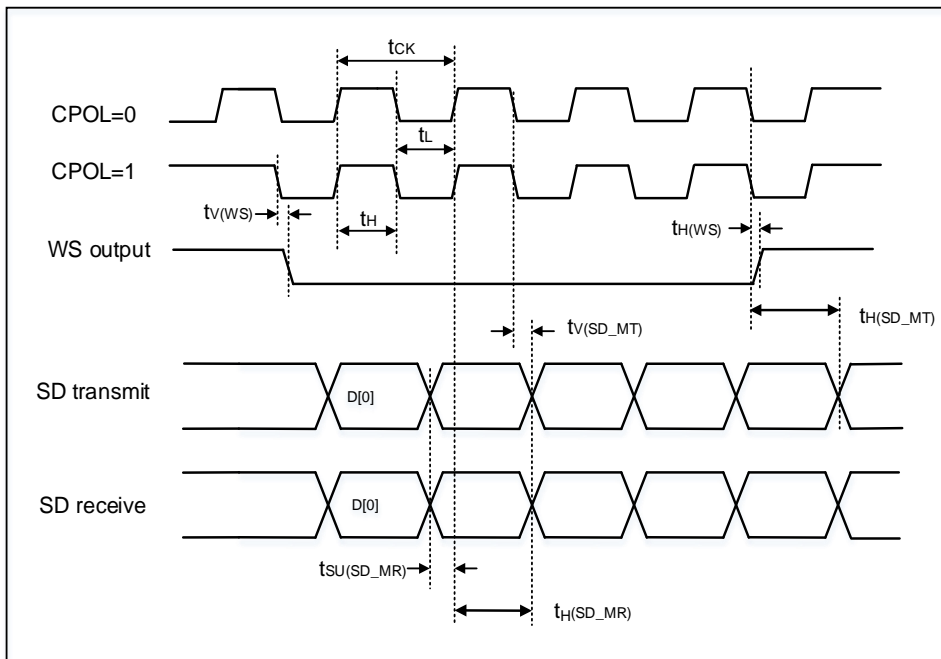 tCK
CPOL=0
tL
CPOL=1
tV(WS)
tH
tH(WS)
WS output
tV(SD_MT)
tH(SD_MT)
SD transmit
D[0]
SD receive
D[0]
tSU(SD_MR)
tH(SD_MR)